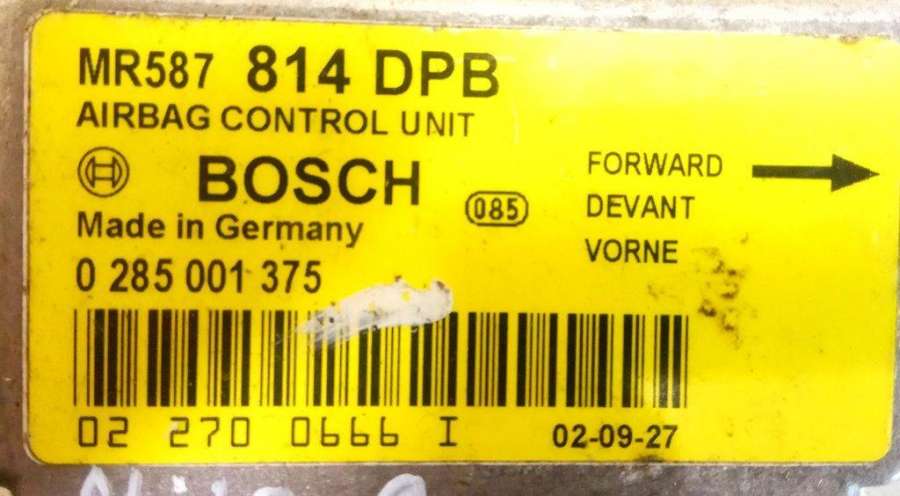 MR587 814 DPB
AIRBAG CONTROL UNIT
BOSCH
085
Made in Germany
0 285 001 375
FORWARD
DEVANT
VORNE
02 270 0666 I
02-09-27